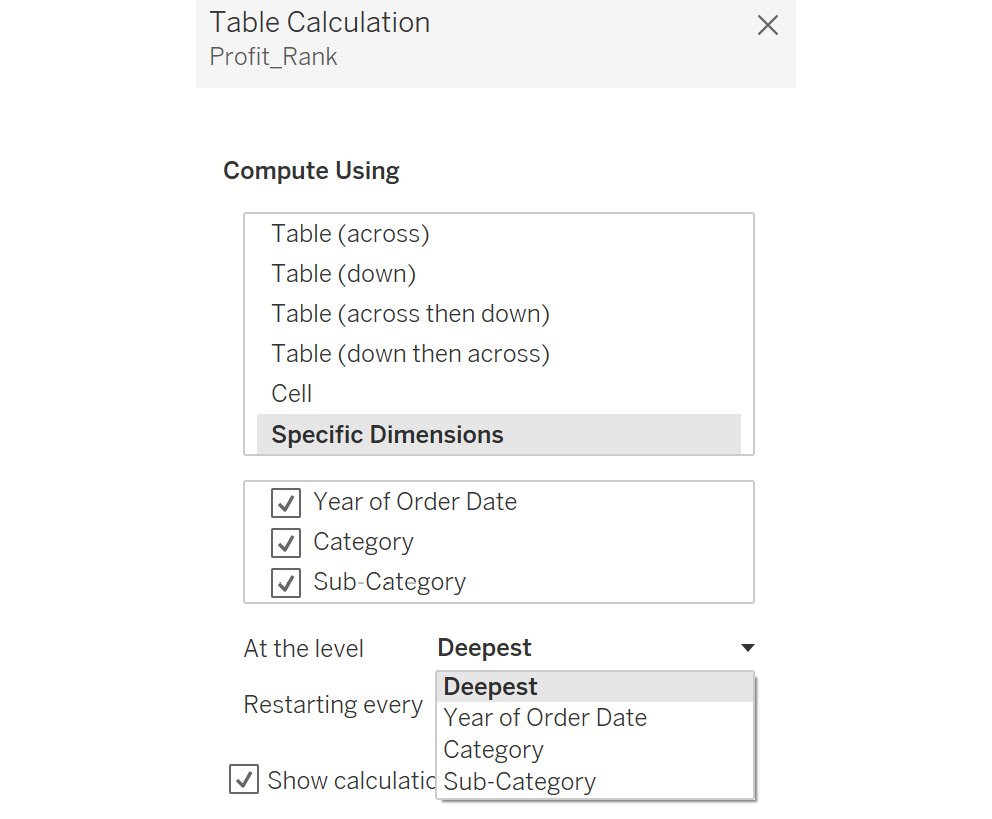 Table Calculation
Profit_Rank
Compute Using
Table (across)
Table (down)
Table (across then down)
Table (down then across)
Cell
Specific Dimensions
Year of Order Date
Category
Sub-Category
At the level Deepest
Deepest
Restarting every
Year of Order Date
Category
Show calculatio
Sub-Category